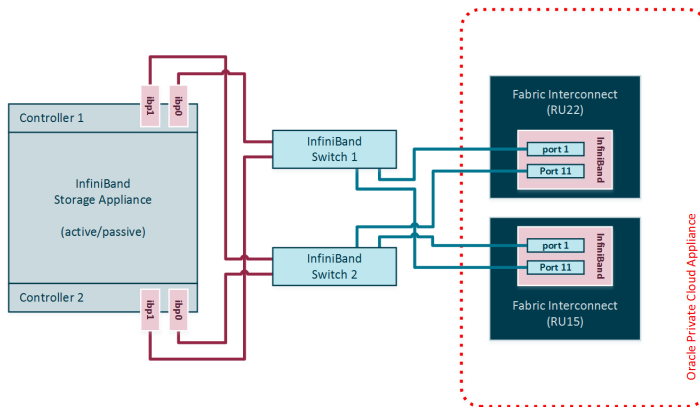 ibp1
ibp0
Controller 1
InfiniBand
Storage Appliance
(active/passive)
Controller 2
ibp1
ibp0
InfiniBand
Switch 1
InfiniBand
Switch 2
Fabric Interconnect
(RU22)
port 1
Port 11
InfiniBand
port 1
Port 11
InfiniBand
Fabric Interconnect
(RU15)
Oracle Private Cloud Appliance